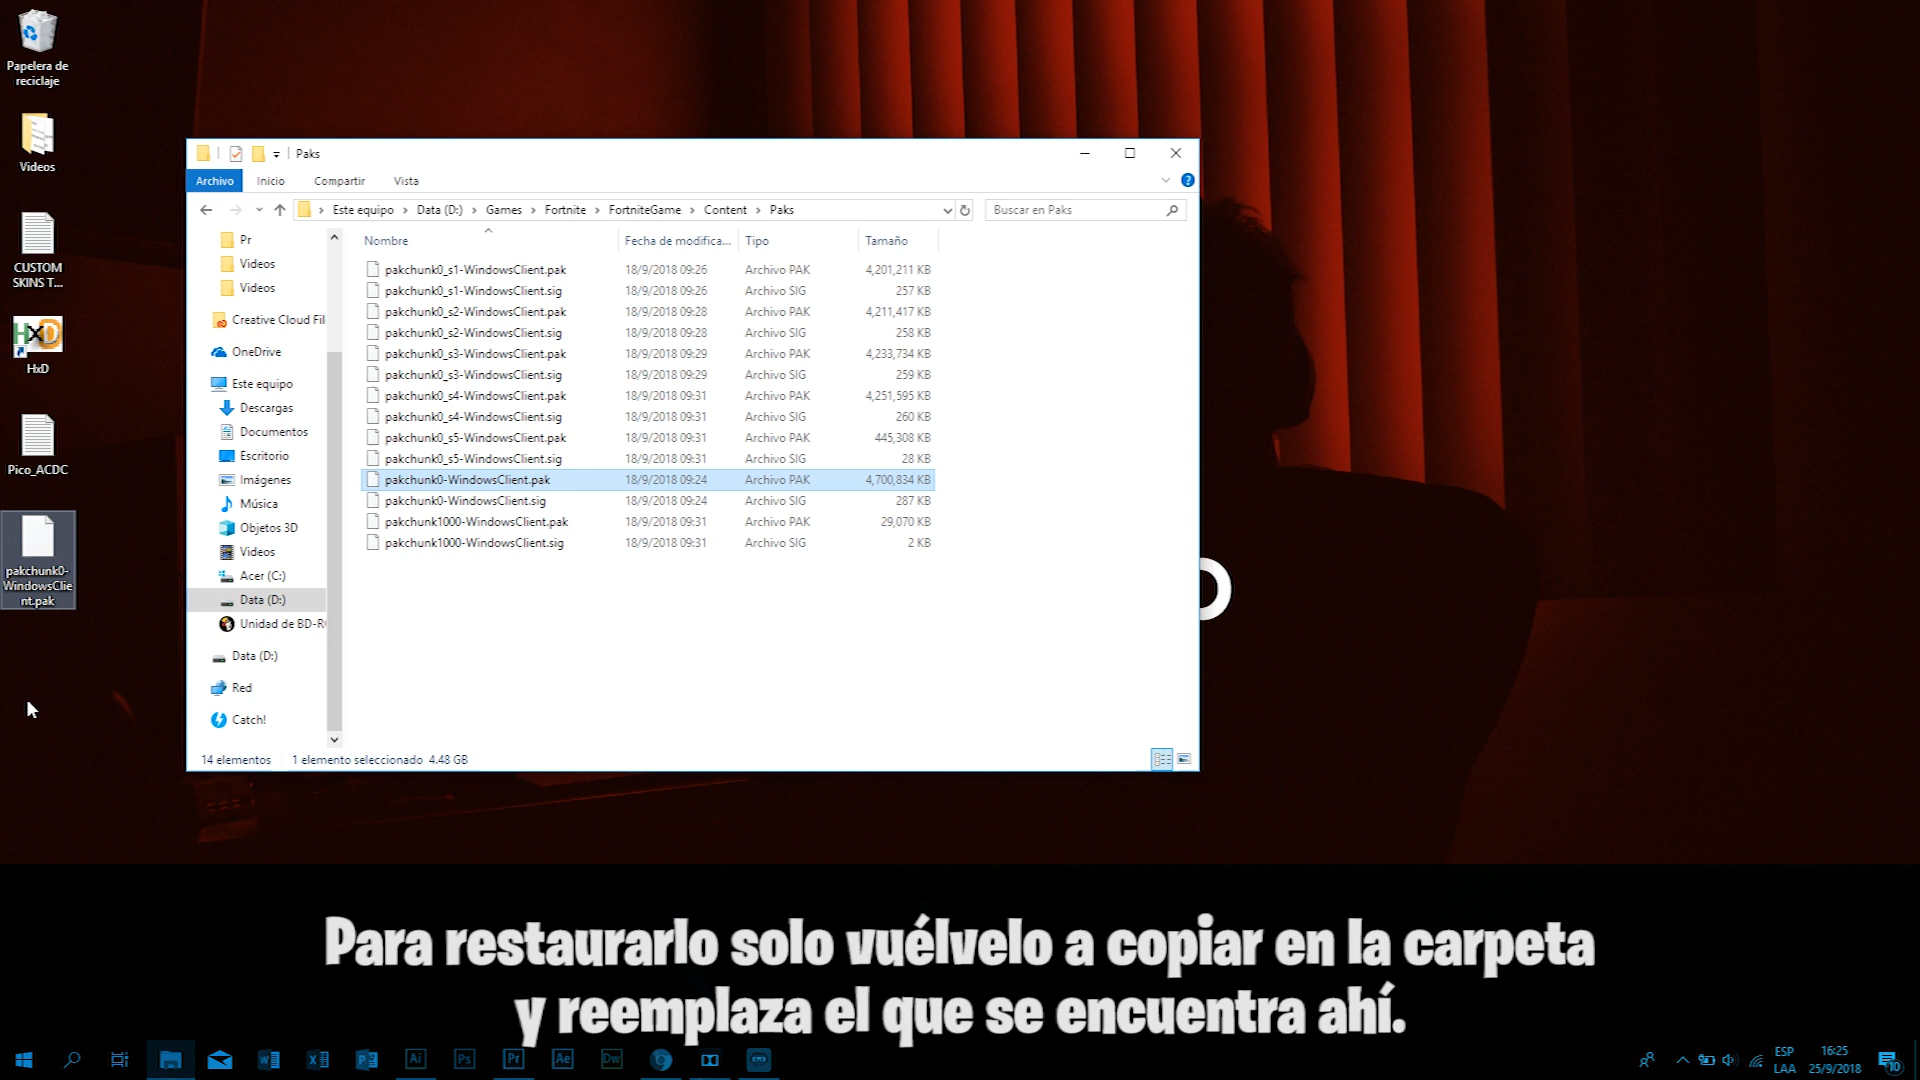 Papelera de
reciclaje
Videos
CUSTOM
SKINS T...
HxD
HxD
Pico_ACDC
pakchunk0-
WindowsClie
nt.pak
Paks
Archivo Inicio Compartir Vista
Este equipo > Data (D:) > Games > Fortnite > FortniteGame > Content > Paks
Buscar en Paks
Pr
Videos
Videos
Creative Cloud Fil
OneDrive
Este equipo
Descargas
Documentos
Escritorio
Imágenes
Música
Objetos 3D
Videos
Acer (C:)
Data (D:)
Unidad de BD-R
Data (D:)
Red
Catch!
Nombre Fecha de modifica... Tipo Tamaño
pakchunk0_s1-WindowsClient.pak 18/9/2018 09:26 Archivo PAK 4,201,211 KB
pakchunk0_s1-WindowsClient.sig 18/9/2018 09:26 Archivo SIG 257 KB
pakchunk0_s2-WindowsClient.pak 18/9/2018 09:28 Archivo PAK 4,211,417 KB
pakchunk0_s2-WindowsClient.sig 18/9/2018 09:28 Archivo SIG 258 KB
pakchunk0_s3-WindowsClient.pak 18/9/2018 09:29 Archivo PAK 4,233,734 KB
pakchunk0_s3-WindowsClient.sig 18/9/2018 09:29 Archivo SIG 259 KB
pakchunk0_s4-WindowsClient.pak 18/9/2018 09:31 Archivo PAK 4,251,595 KB
pakchunk0_s4-WindowsClient.sig 18/9/2018 09:31 Archivo SIG 260 KB
pakchunk0_s5-WindowsClient.pak 18/9/2018 09:31 Archivo PAK 445,308 KB
pakchunk0_s5-WindowsClient.sig 18/9/2018 09:31 Archivo SIG 28 KB
pakchunk0-WindowsClient.pak 18/9/2018 09:24 Archivo PAK 4,700,834 KB
pakchunk0-WindowsClient.sig 18/9/2018 09:24 Archivo SIG 287 KB
pakchunk1000-WindowsClient.pak 18/9/2018 09:31 Archivo PAK 29,070 KB
pakchunk1000-WindowsClient.sig 18/9/2018 09:31 Archivo SIG 2 KB
14 elementos 1 elemento seleccionado 4.48 GB
Para restaurarlo solo vuélvelo a copiar en la carpeta
y reemplaza el que se encuentra ahí.
Ai Ps Pr Ae Dw
ESP
LAA
16:25
25/9/2018
10